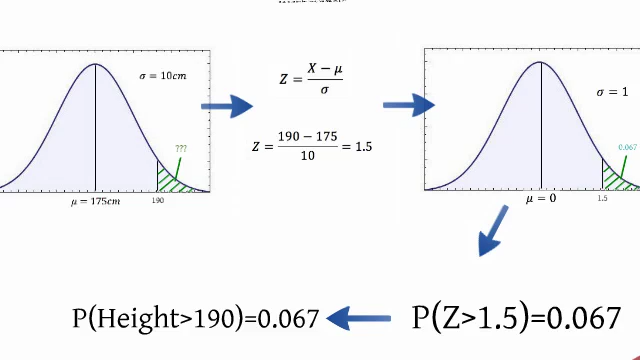 σ = 10cm
???
μ = 175cm
190
Z = (X − μ)/σ
Z = (190 − 175)/10 = 1.5
σ = 1
0.067
μ = 0
1.5
P(Z>1.5)=0.067
P(Height>190)=0.067